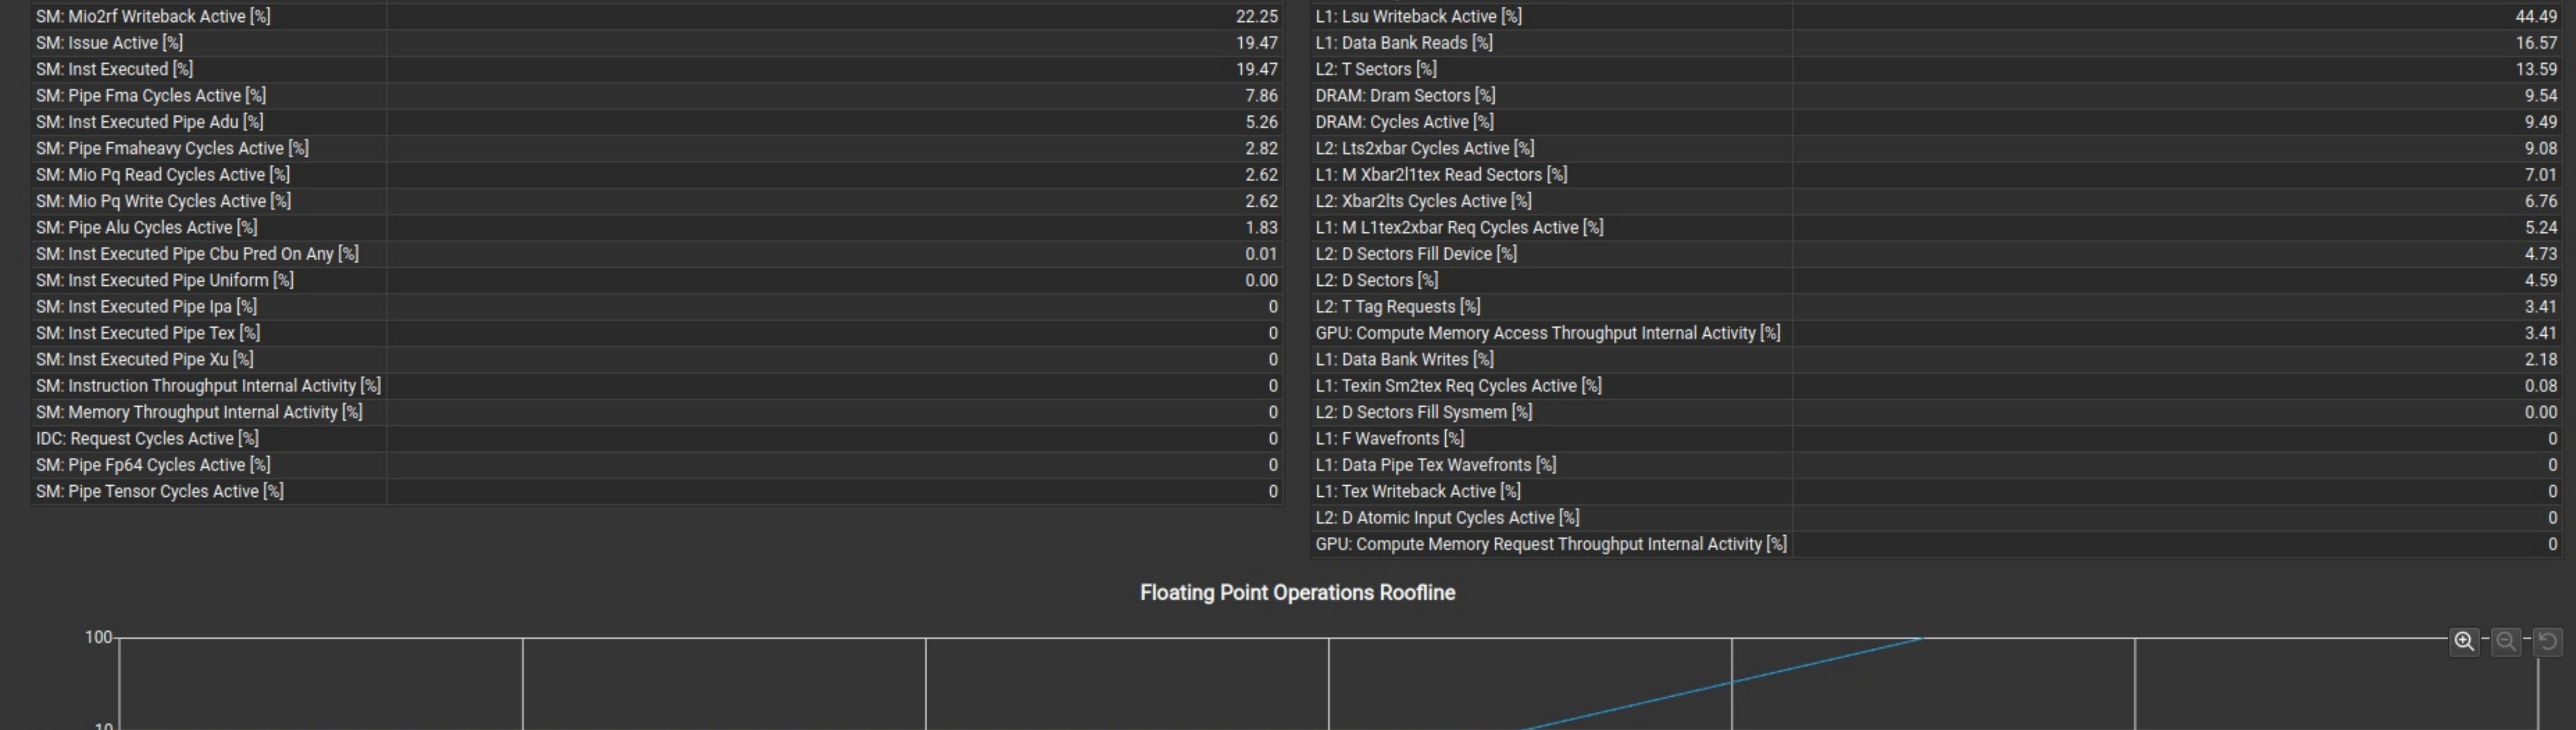 SM: Mio2rf Writeback Active [%] 22.25
SM: Issue Active [%] 19.47
SM: Inst Executed [%] 19.47
SM: Pipe Fma Cycles Active [%] 7.86
SM: Inst Executed Pipe Adu [%] 5.26
SM: Pipe Fmaheavy Cycles Active [%] 2.82
SM: Mio Pq Read Cycles Active [%] 2.62
SM: Mio Pq Write Cycles Active [%] 2.62
SM: Pipe Alu Cycles Active [%] 1.83
SM: Inst Executed Pipe Cbu Pred On Any [%] 0.01
SM: Inst Executed Pipe Uniform [%] 0.00
SM: Inst Executed Pipe Ipa [%] 0
SM: Inst Executed Pipe Tex [%] 0
SM: Inst Executed Pipe Xu [%] 0
SM: Instruction Throughput Internal Activity [%] 0
SM: Memory Throughput Internal Activity [%] 0
IDC: Request Cycles Active [%] 0
SM: Pipe Fp64 Cycles Active [%] 0
SM: Pipe Tensor Cycles Active [%] 0
L1: Lsu Writeback Active [%] 44.49
L1: Data Bank Reads [%] 16.57
L2: T Sectors [%] 13.59
DRAM: Dram Sectors [%] 9.54
DRAM: Cycles Active [%] 9.49
L2: Lts2xbar Cycles Active [%] 9.08
L1: M Xbar2l1tex Read Sectors [%] 7.01
L2: Xbar2lts Cycles Active [%] 6.76
L1: M L1tex2xbar Req Cycles Active [%] 5.24
L2: D Sectors Fill Device [%] 4.73
L2: D Sectors [%] 4.59
L2: T Tag Requests [%] 3.41
GPU: Compute Memory Access Throughput Internal Activity [%] 3.41
L1: Data Bank Writes [%] 2.18
L1: Texin Sm2tex Req Cycles Active [%] 0.08
L2: D Sectors Fill Sysmem [%] 0.00
L1: F Wavefronts [%] 0
L1: Data Pipe Tex Wavefronts [%] 0
L1: Tex Writeback Active [%] 0
L2: D Atomic Input Cycles Active [%] 0
GPU: Compute Memory Request Throughput Internal Activity [%] 0
Floating Point Operations Roofline
100
10